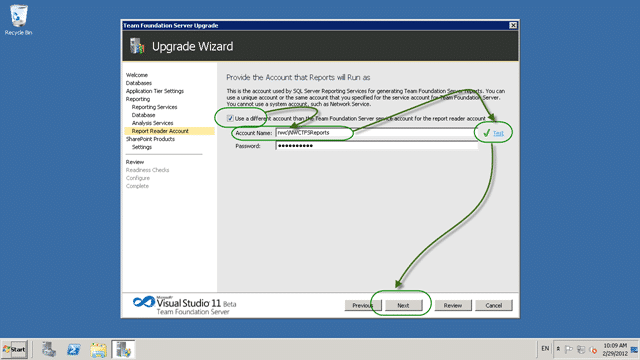 Recycle Bin
Team Foundation Server Upgrade
Upgrade Wizard
Welcome
Databases
Application Tier Settings
Reporting
Reporting Services
Database
Analysis Services
Report Reader Account
SharePoint Products
Settings
Review
Readiness Checks
Configure
Complete
Provide the Account that Reports will Run as
This is the account used by SQL Server Reporting Services for generating Team Foundation Server reports. You can
use a unique account or the same account that you specified for the service account for Team Foundation Server.
You cannot use a system account, such as Network Service.
Use a different account than the Team Foundation Server service account for the report reader account
Account Name: nwc\NWCTFSReports
Test
Password: ●●●●●●●●●●
Microsoft
Visual Studio 11 Beta
Team Foundation Server
Previous
Next
Review
Cancel
Start
EN
10:09 AM
2/29/2012